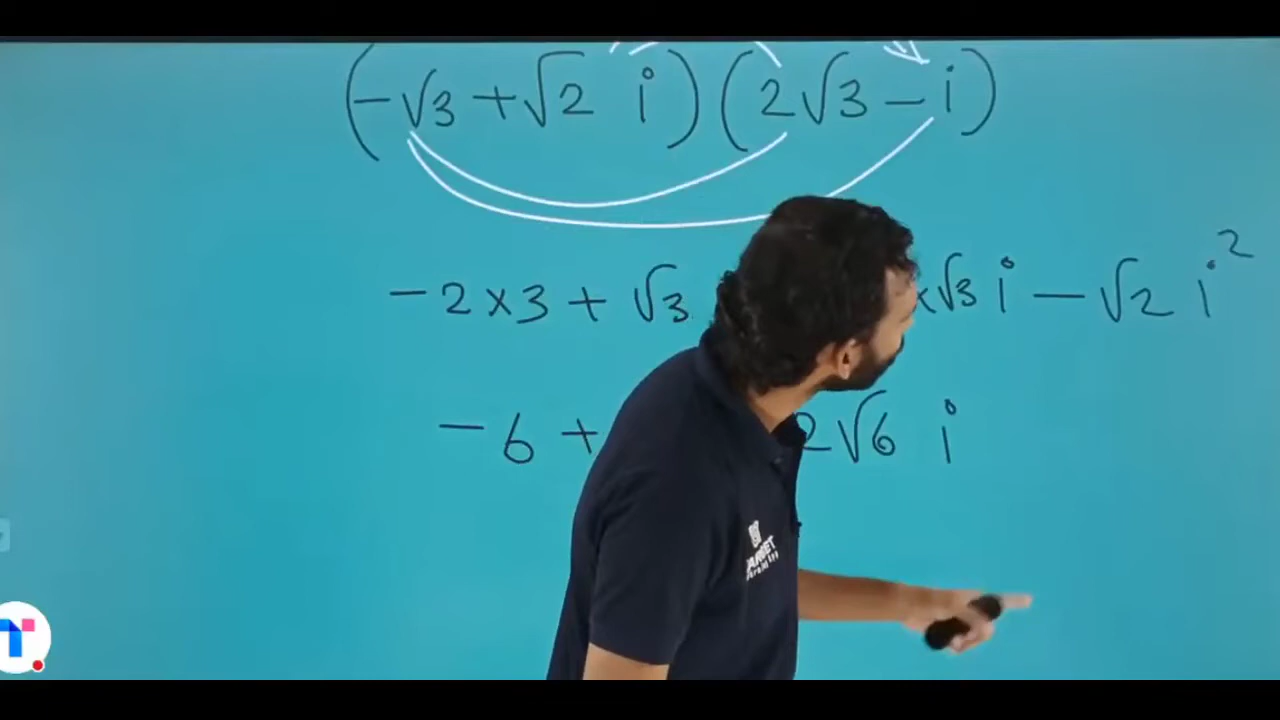 (-√3 + √2 i) (2√3 - i)
-2×3 + √3 ×√3 i - √2 i²
-6 + 2√6 i